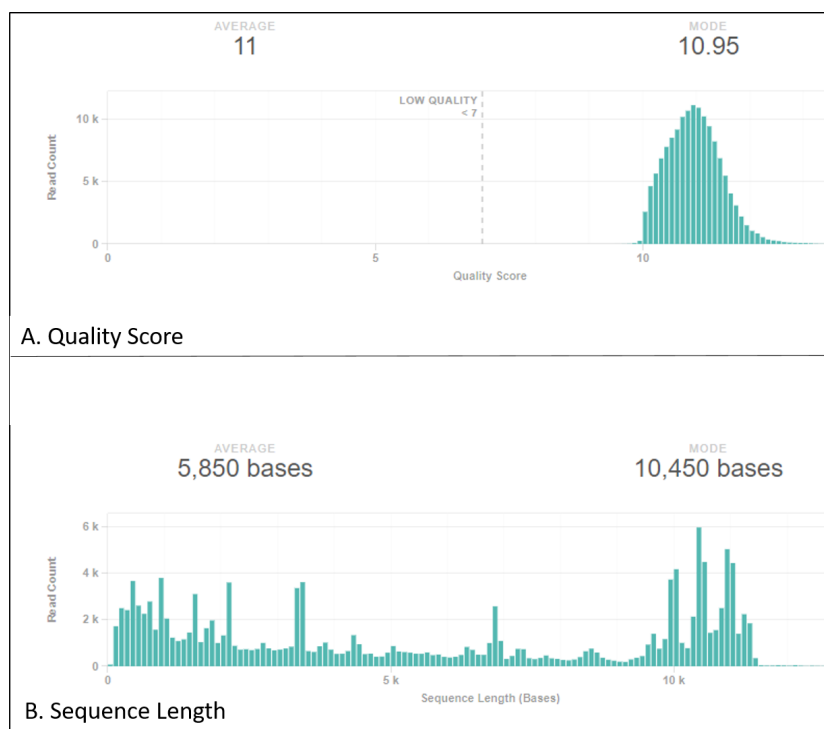 AVERAGE
11
MODE
10.95
LOW QUALITY
< 7
10 k
5 k
0
Read Count
0
5
10
Quality Score
A. Quality Score
AVERAGE
5,850 bases
MODE
10,450 bases
6 k
4 k
2 k
0
Read Count
0
5 k
10 k
Sequence Length (Bases)
B. Sequence Length